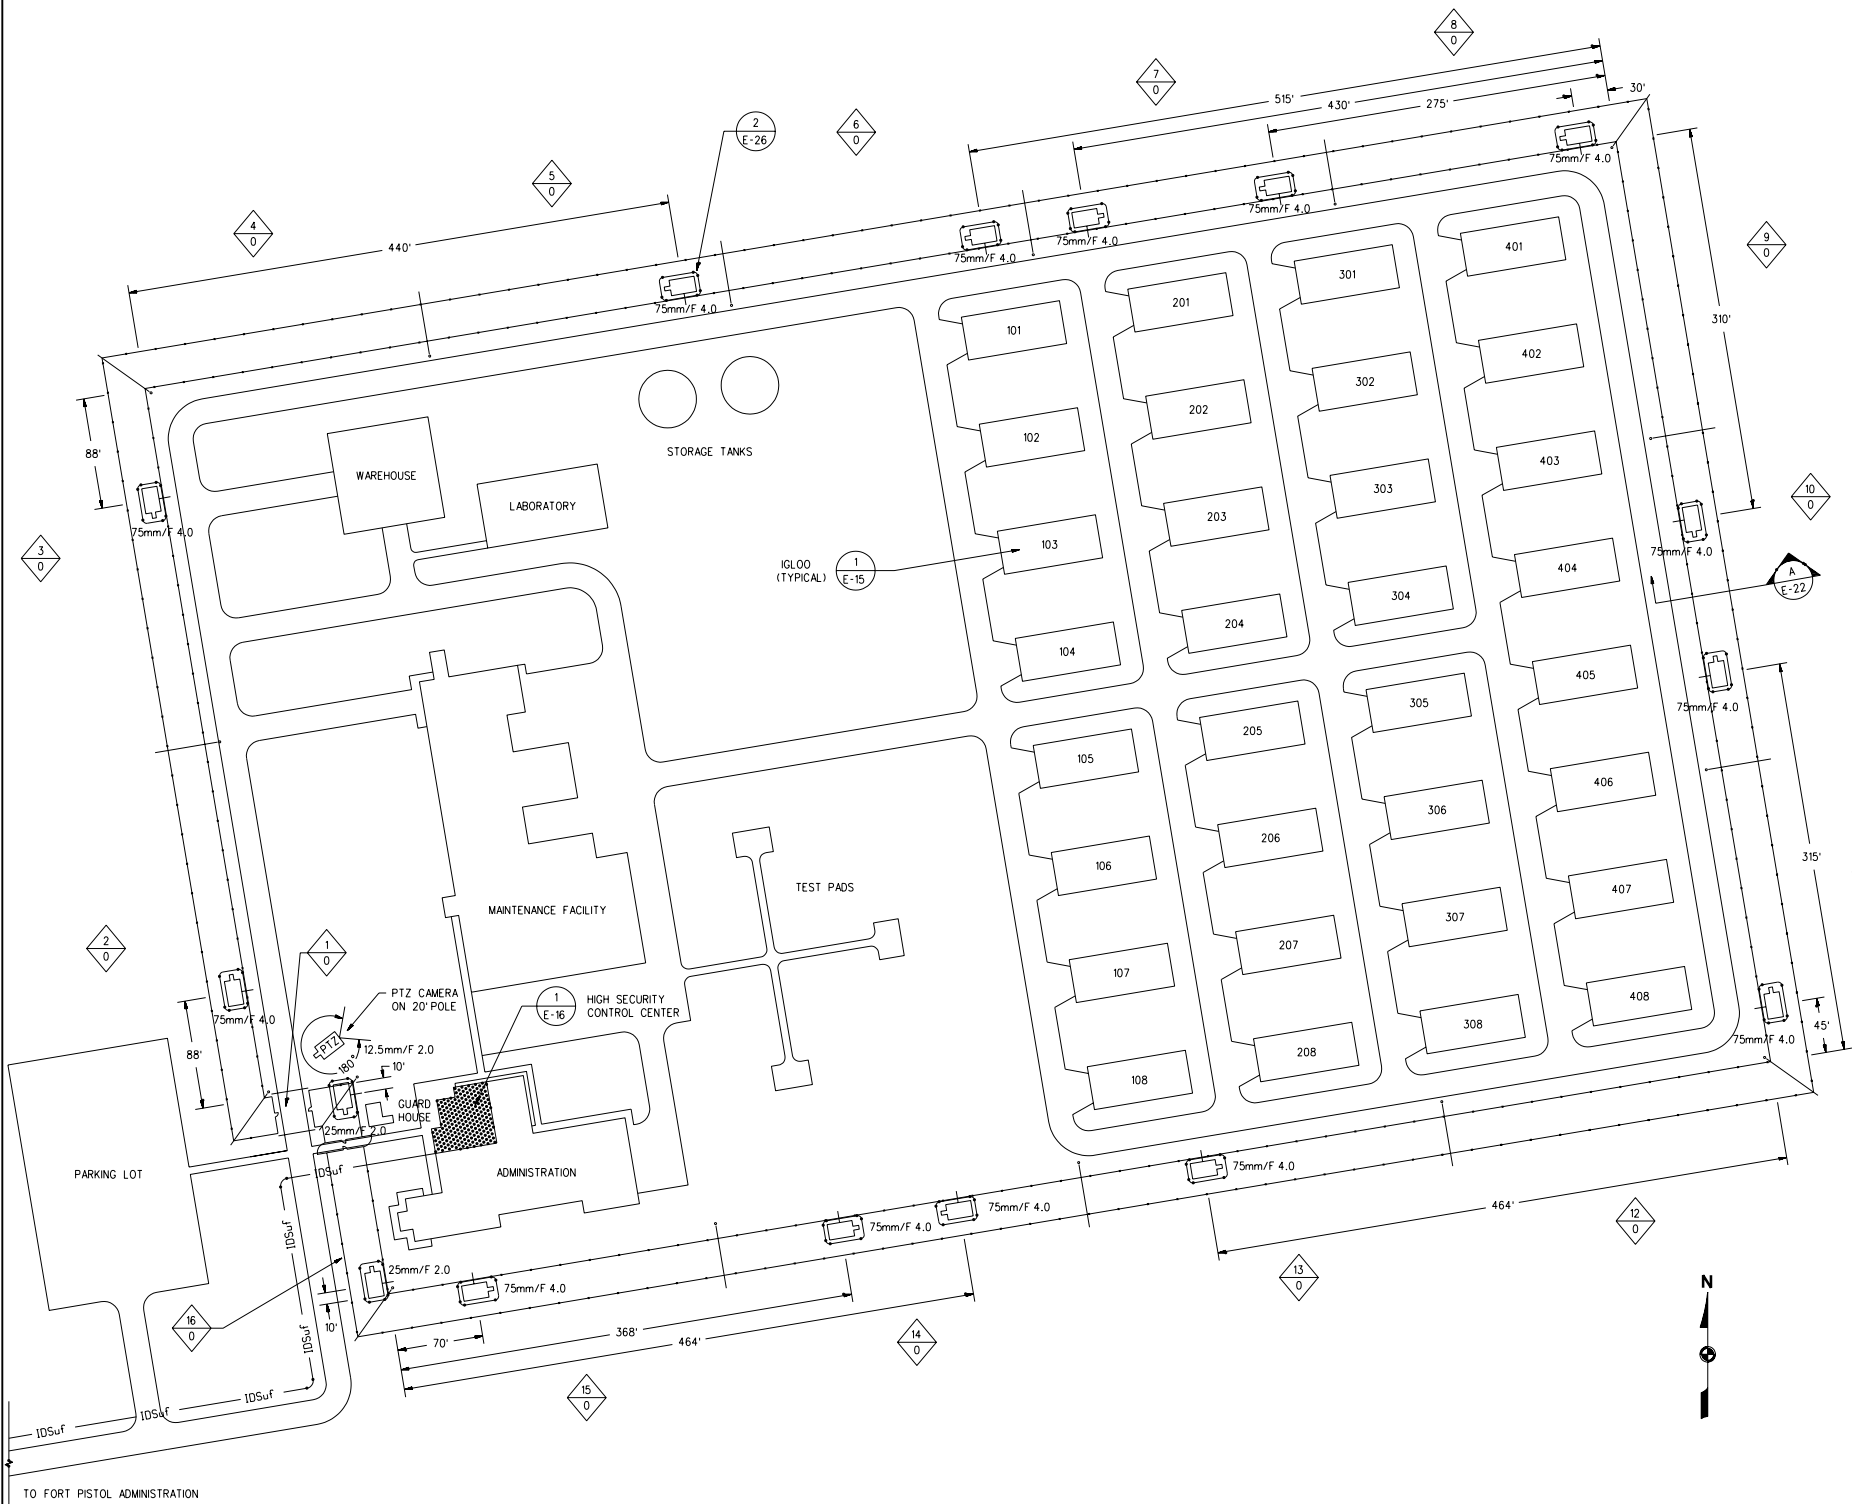 8
0
7
0
515'
430'
275'
30'
6
0
2
E-26
5
0
4
0
440'
75mm/F 4.0
75mm/F 4.0
75mm/F 4.0
75mm/F 4.0
75mm/F 4.0
9
0
310'
401
301
201
101
402
302
202
102
88'
STORAGE TANKS
WAREHOUSE
LABORATORY
403
303
203
103
IGLOO
(TYPICAL)
1
E-15
10
0
75mm/F 4.0
75mm/F 4.0
3
0
A
E-22
404
304
204
104
405
305
205
105
75mm/F 4.0
406
306
206
106
315'
TEST PADS
MAINTENANCE FACILITY
407
307
207
107
2
0
1
0
PTZ CAMERA
ON 20' POLE
1
E-16
HIGH SECURITY
CONTROL CENTER
408
308
208
108
75mm/F 4.0
88'
PTZ
180°
12.5mm/F 2.0
10'
45'
75mm/F 4.0
GUARD
HOUSE
25mm/F 2.0
PARKING LOT
IDSuf
ADMINISTRATION
75mm/F 4.0
464'
12
0
75mm/F 4.0
75mm/F 4.0
IDSuf
25mm/F 2.0
75mm/F 4.0
13
0
N
16
0
10'
IDSuf
70'
368'
464'
14
0
15
0
IDSuf
IDSuf
IDSuf
TO FORT PISTOL ADMINISTRATION